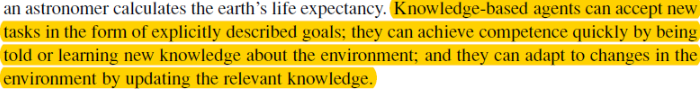 an astronomer calculates the earth's life expectancy. Knowledge-based agents can accept new
tasks in the form of explicitly described goals; they can achieve competence quickly by being
told or learning new knowledge about the environment; and they can adapt to changes in the
environment by updating the relevant knowledge.